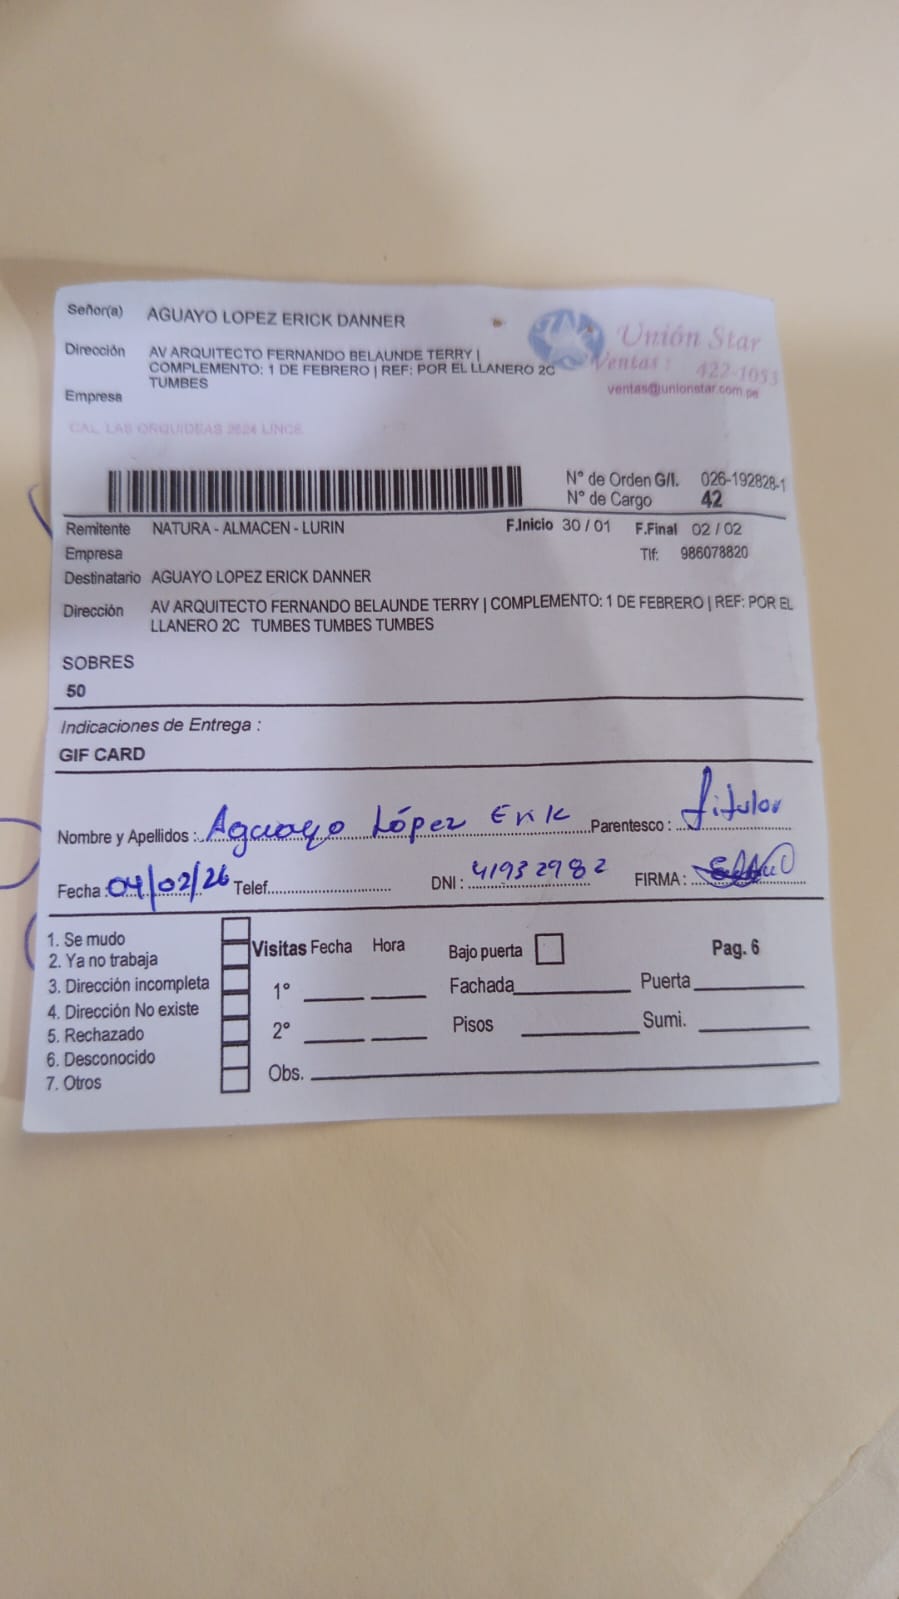 Señor(a) AGUAYO LOPEZ ERICK DANNER
Unión Star
Ventas : 422-1053
ventas@unionstar.com.pe
Dirección AV ARQUITECTO FERNANDO BELAUNDE TERRY |
COMPLEMENTO: 1 DE FEBRERO | REF: POR EL LLANERO 2C
TUMBES
Empresa
CAL. LAS ORQUIDEAS 2624 LINCE
N° de Orden G/I. 026-192828-1
N° de Cargo 42
Remitente NATURA - ALMACEN - LURIN F.Inicio 30 / 01 F.Final 02 / 02
Empresa Tlf: 986078820
Destinatario AGUAYO LOPEZ ERICK DANNER
Dirección AV ARQUITECTO FERNANDO BELAUNDE TERRY | COMPLEMENTO: 1 DE FEBRERO | REF: POR EL
LLANERO 2C TUMBES TUMBES TUMBES
SOBRES
50
Indicaciones de Entrega :
GIF CARD
Nombre y Apellidos : Aguayo López Erik Parentesco : titular
Fecha 04/02/26 Telef. DNI : 41932982 FIRMA :
1. Se mudo
2. Ya no trabaja
3. Dirección incompleta
4. Dirección No existe
5. Rechazado
6. Desconocido
7. Otros
Visitas Fecha Hora
1°
2°
Obs.
Bajo puerta Pag. 6
Fachada Puerta
Pisos Sumi.